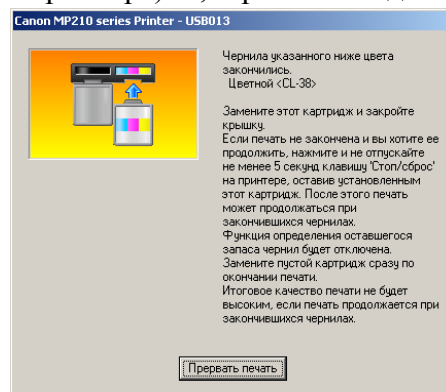 Canon MP210 series Printer - USB013
Чернила указанного ниже цвета
закончились.
Цветной <CL-38>
Замените этот картридж и закройте
крышку.
Если печать не закончена и вы хотите ее
продолжить, нажмите и не отпускайте
не менее 5 секунд клавишу 'Стоп/сброс'
на принтере, оставив установленным
этот картридж. После этого печать
может продолжаться при
закончившихся чернилах.
Функция определения оставшегося
запаса чернил будет отключена.
Замените пустой картридж сразу по
окончании печати.
Итоговое качество печати не будет
высоким, если печать продолжается при
закончившихся чернилах.
Прервать печать